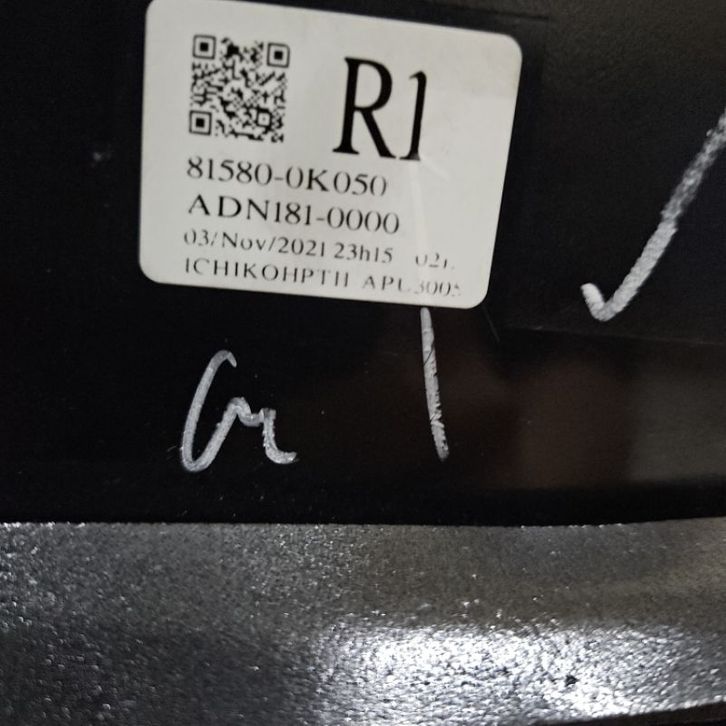 R1
81580-0K050
ADN181-0000
03/Nov/2021 23h15
ICHIKOHPTH